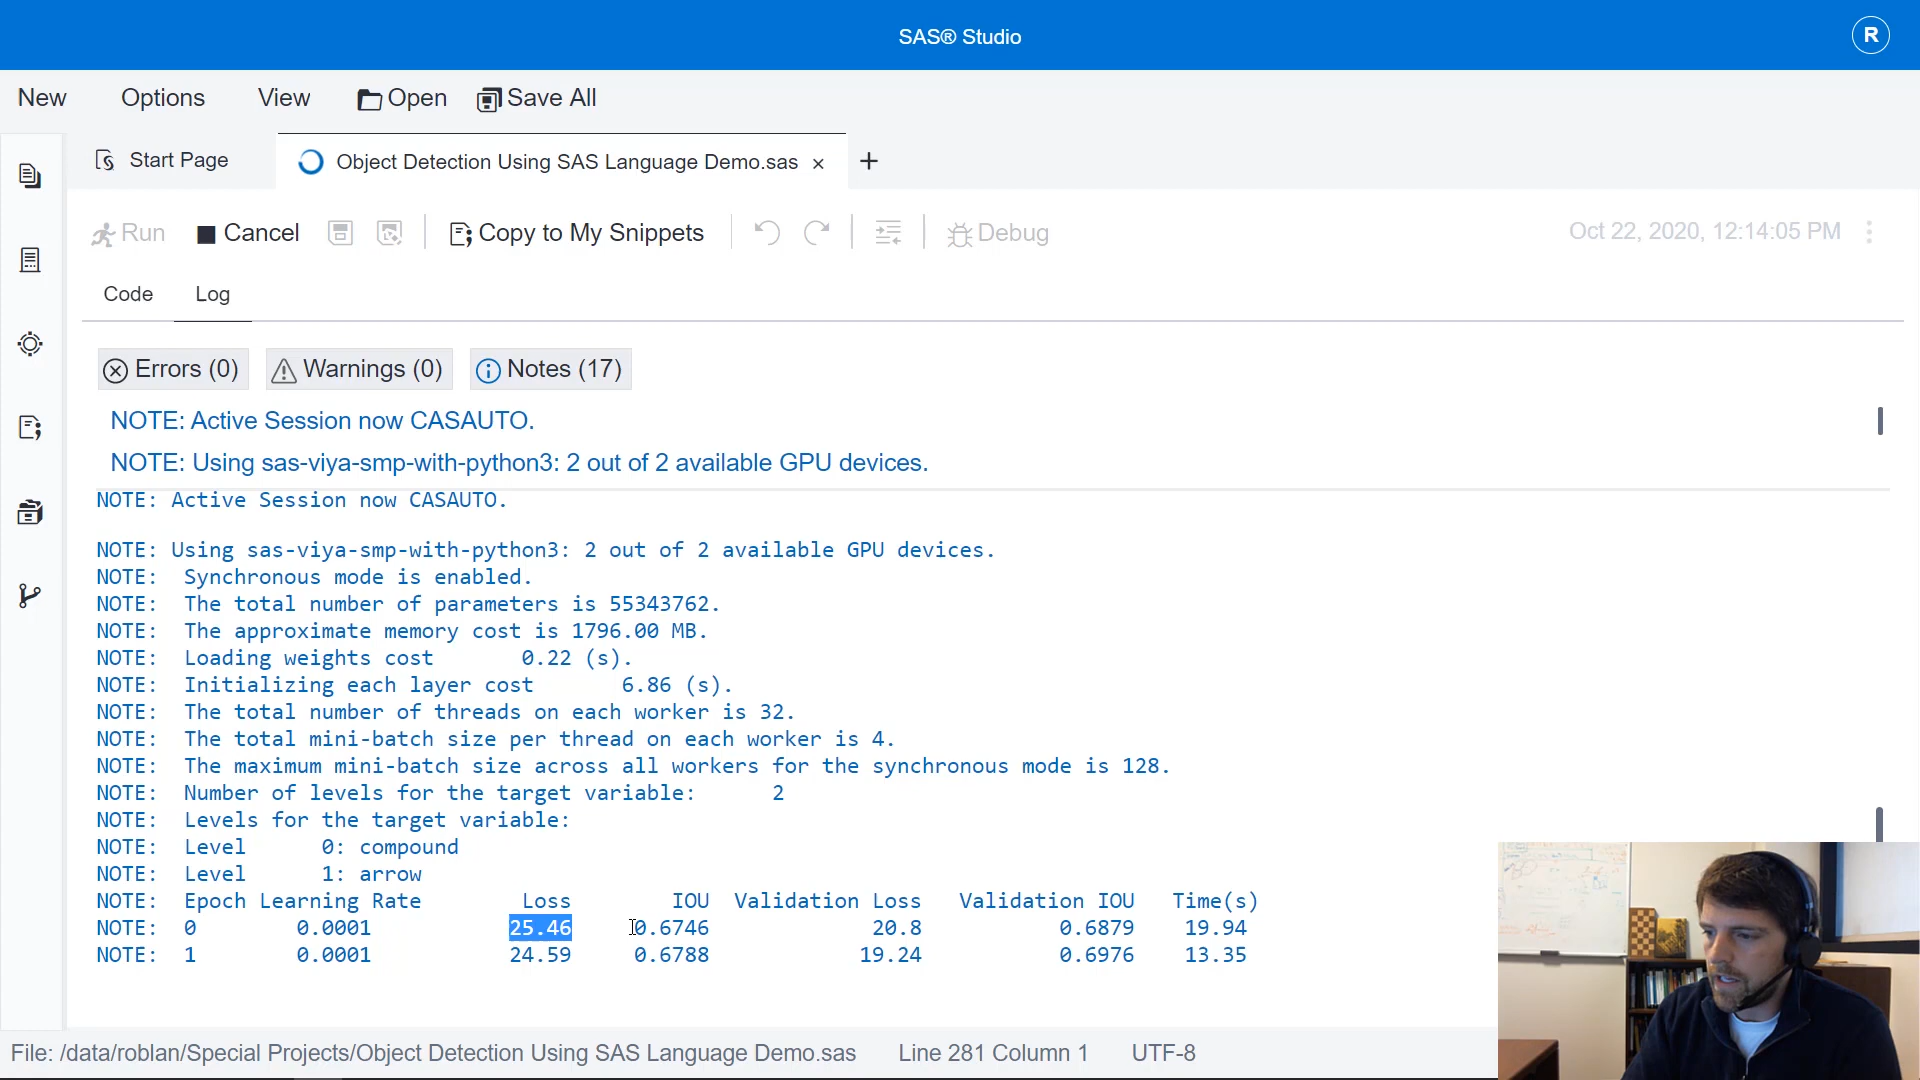 SAS® Studio
R
New Options View Open Save All
Start Page Object Detection Using SAS Language Demo.sas × +
Run Cancel Copy to My Snippets Debug Oct 22, 2020, 12:14:05 PM
Code Log
Errors (0) Warnings (0) Notes (17)
NOTE: Active Session now CASAUTO.
NOTE: Using sas-viya-smp-with-python3: 2 out of 2 available GPU devices.
NOTE: Active Session now CASAUTO.
NOTE: Using sas-viya-smp-with-python3: 2 out of 2 available GPU devices.
NOTE: Synchronous mode is enabled.
NOTE: The total number of parameters is 55343762.
NOTE: The approximate memory cost is 1796.00 MB.
NOTE: Loading weights cost 0.22 (s).
NOTE: Initializing each layer cost 6.86 (s).
NOTE: The total number of threads on each worker is 32.
NOTE: The total mini-batch size per thread on each worker is 4.
NOTE: The maximum mini-batch size across all workers for the synchronous mode is 128.
NOTE: Number of levels for the target variable: 2
NOTE: Levels for the target variable:
NOTE: Level 0: compound
NOTE: Level 1: arrow
NOTE: Epoch Learning Rate Loss IOU Validation Loss Validation IOU Time(s)
NOTE: 0 0.0001 25.46 0.6746 20.8 0.6879 19.94
NOTE: 1 0.0001 24.59 0.6788 19.24 0.6976 13.35
File: /data/roblan/Special Projects/Object Detection Using SAS Language Demo.sas Line 281 Column 1 UTF-8